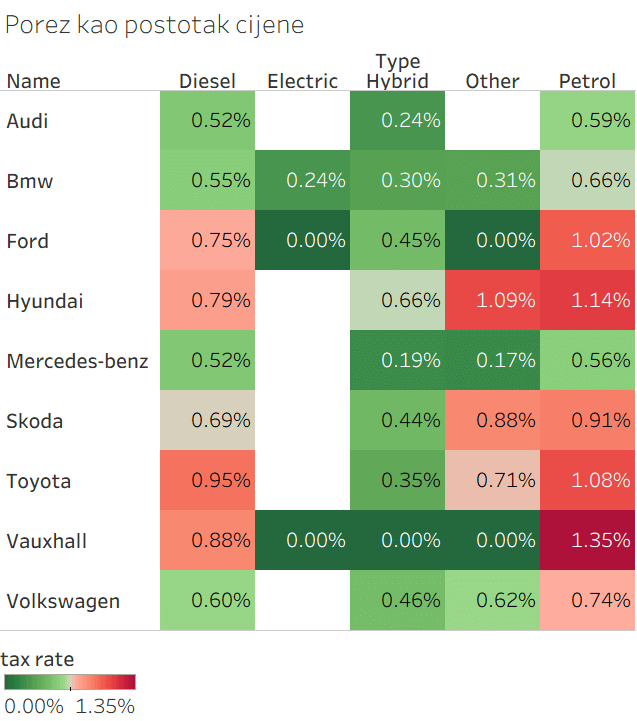 Porez kao postotak cijene
Type
Name Diesel Electric Hybrid Other Petrol
Audi 0.52% 0.24% 0.59%
Bmw 0.55% 0.24% 0.30% 0.31% 0.66%
Ford 0.75% 0.00% 0.45% 0.00% 1.02%
Hyundai 0.79% 0.66% 1.09% 1.14%
Mercedes-benz 0.52% 0.19% 0.17% 0.56%
Skoda 0.69% 0.44% 0.88% 0.91%
Toyota 0.95% 0.35% 0.71% 1.08%
Vauxhall 0.88% 0.00% 0.00% 0.00% 1.35%
Volkswagen 0.60% 0.46% 0.62% 0.74%
tax rate
0.00% 1.35%